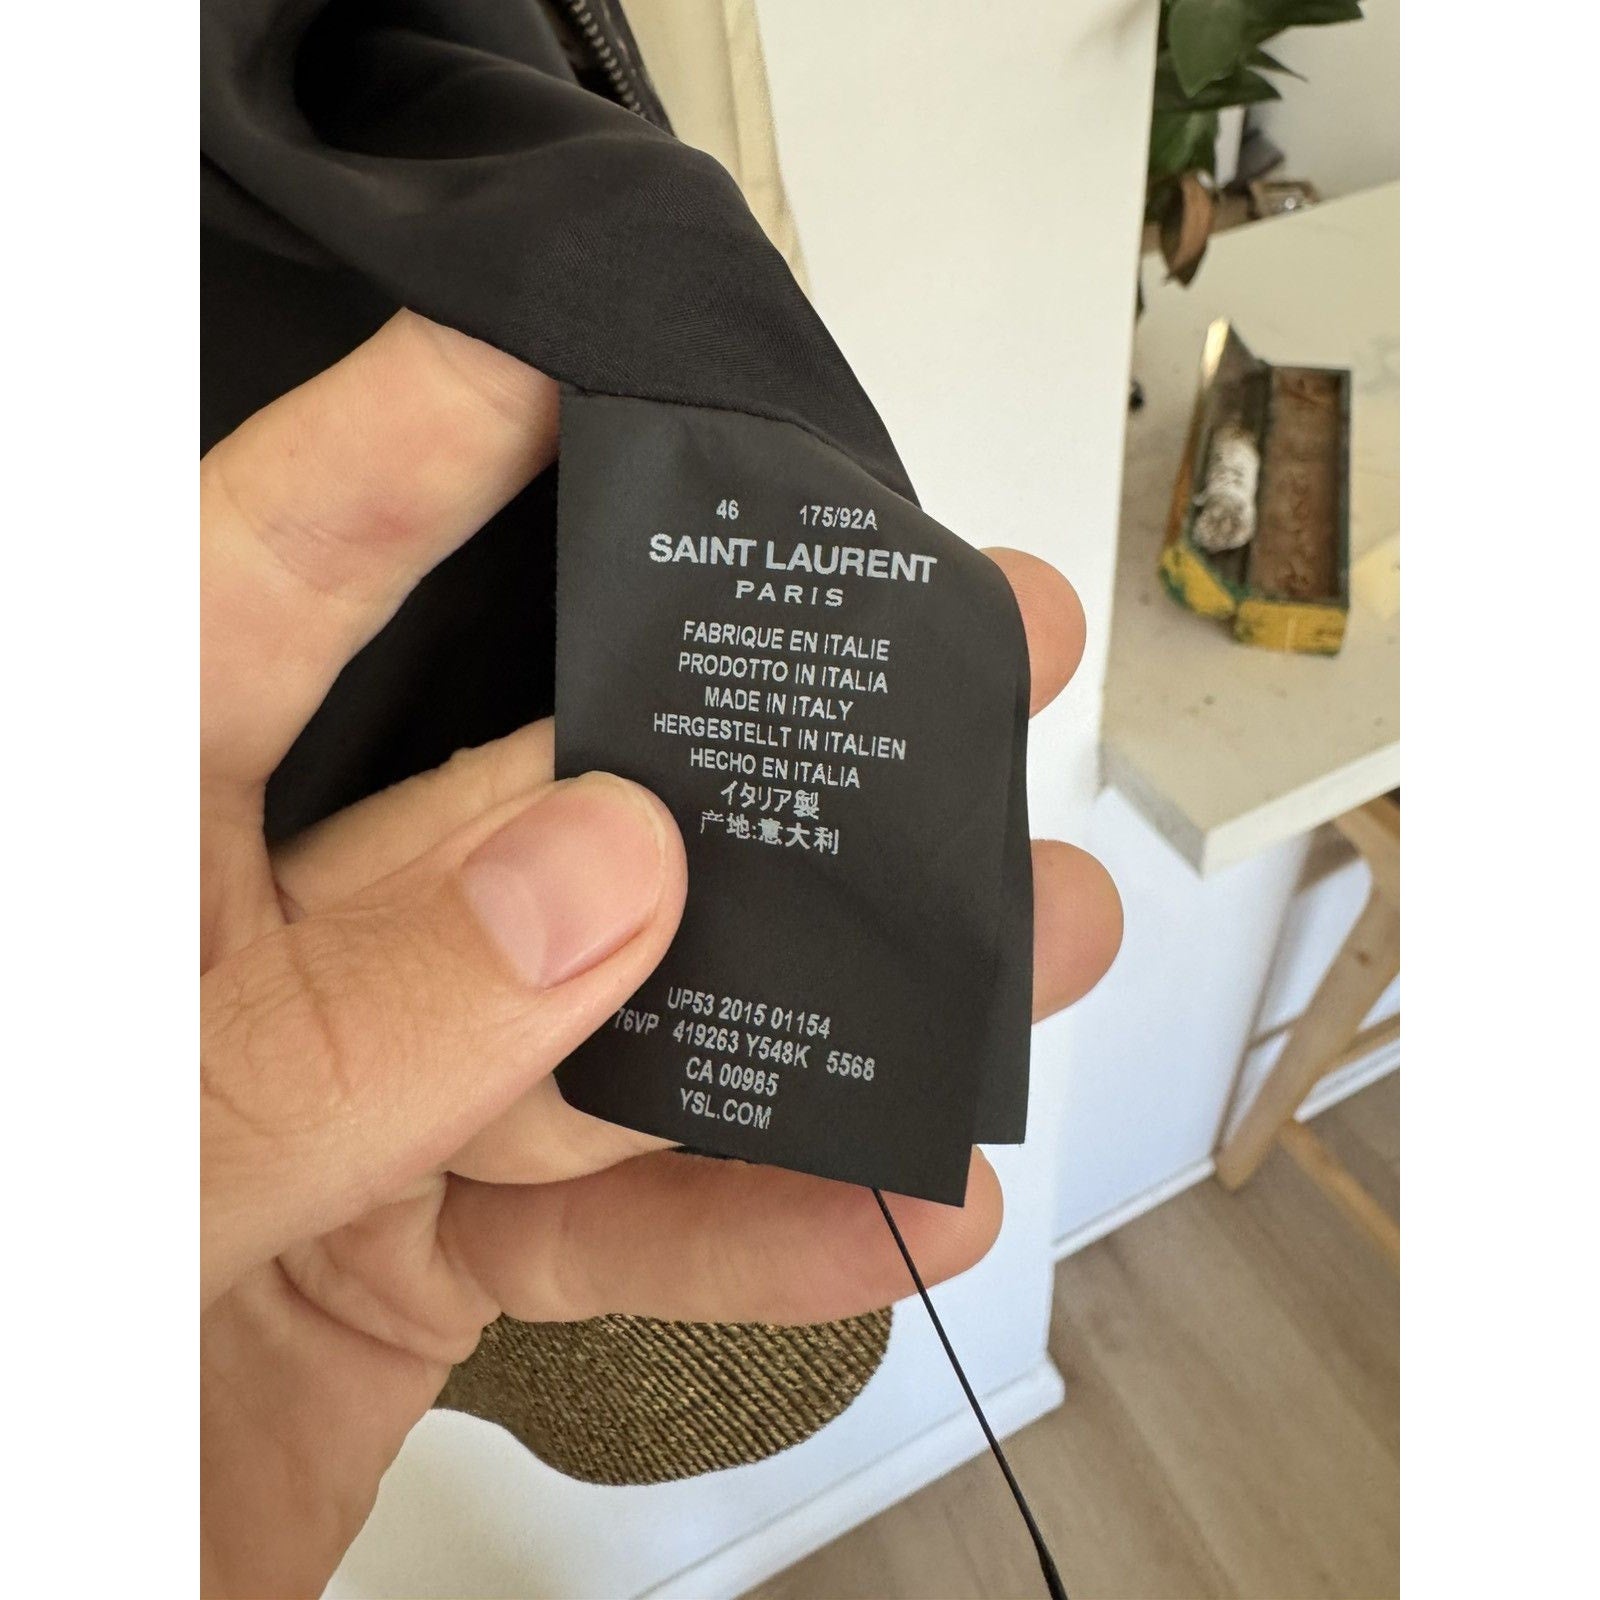 46 175/92A
SAINT LAURENT
PARIS
FABRIQUE EN ITALIE
PRODOTTO IN ITALIA
MADE IN ITALY
HERGESTELLT IN ITALIEN
HECHO EN ITALIA
イタリア製
产地:意大利
UP53 2015 01154
76VP 419263 Y548K 5568
CA 00985
YSL.COM